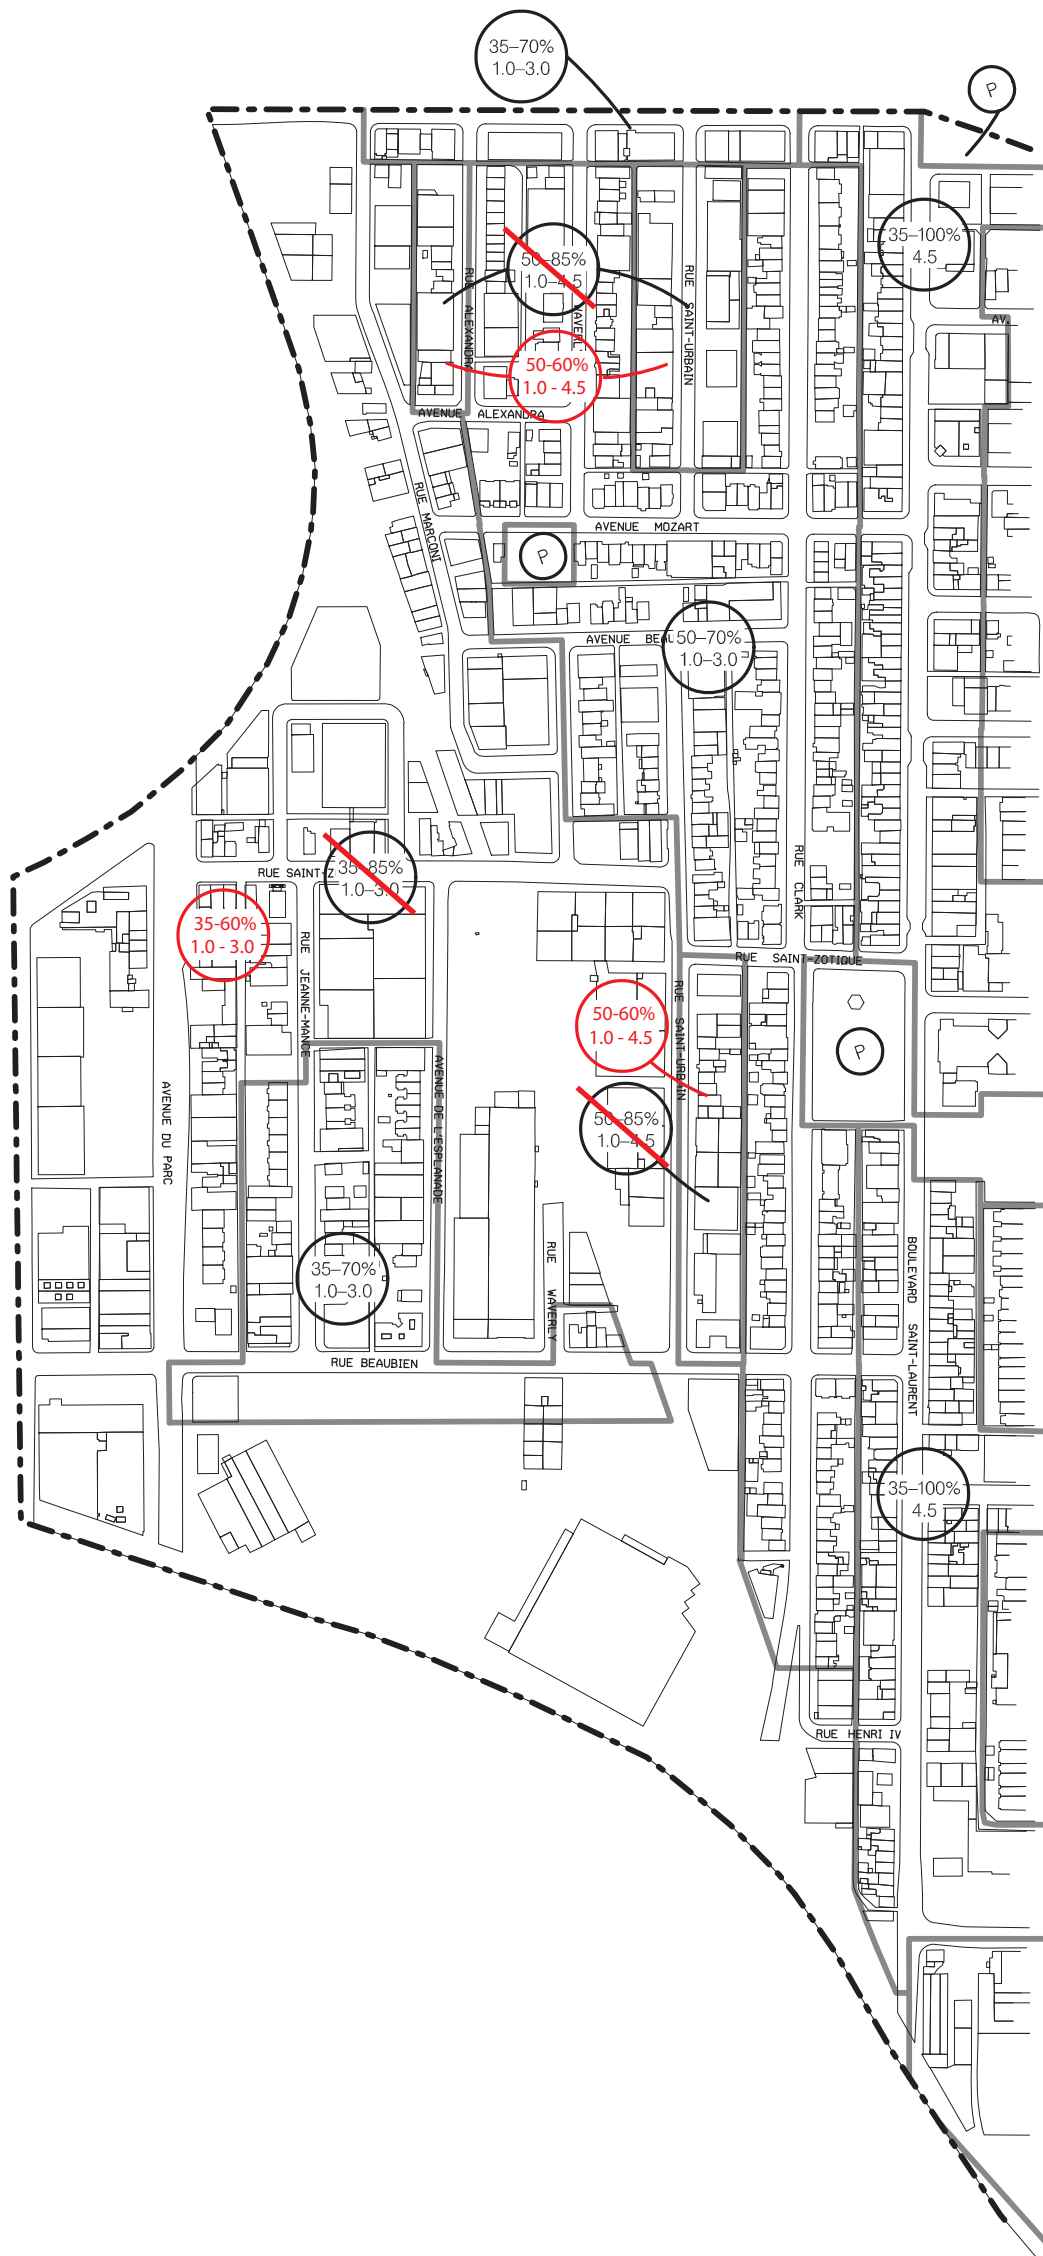 35–70%
1.0–3.0
P
35–100%
4.5
50–85%
1.0–4.5
RUE ALEXANDRA
RUE SAINT-URBAIN
AV.
50-60%
1.0 - 4.5
AVENUE ALEXANDRA
RUE MARCONI
AVENUE MOZART
P
AVENUE
50–70%
1.0–3.0
RUE CLARK
35–85%
1.0–3.0
35-60%
1.0 - 3.0
RUE JEANNE-MANCE
RUE SAINT-ZOTIQUE
RUE SAINT-URBAIN
50-60%
1.0 - 4.5
P
AVENUE DU PARC
AVENUE DE L'ESPLANADE
50–85%
1.0–4.5
35–70%
1.0–3.0
RUE WAVERLY
BOULEVARD SAINT-LAURENT
RUE BEAUBIEN
35–100%
4.5
RUE HENRI IV